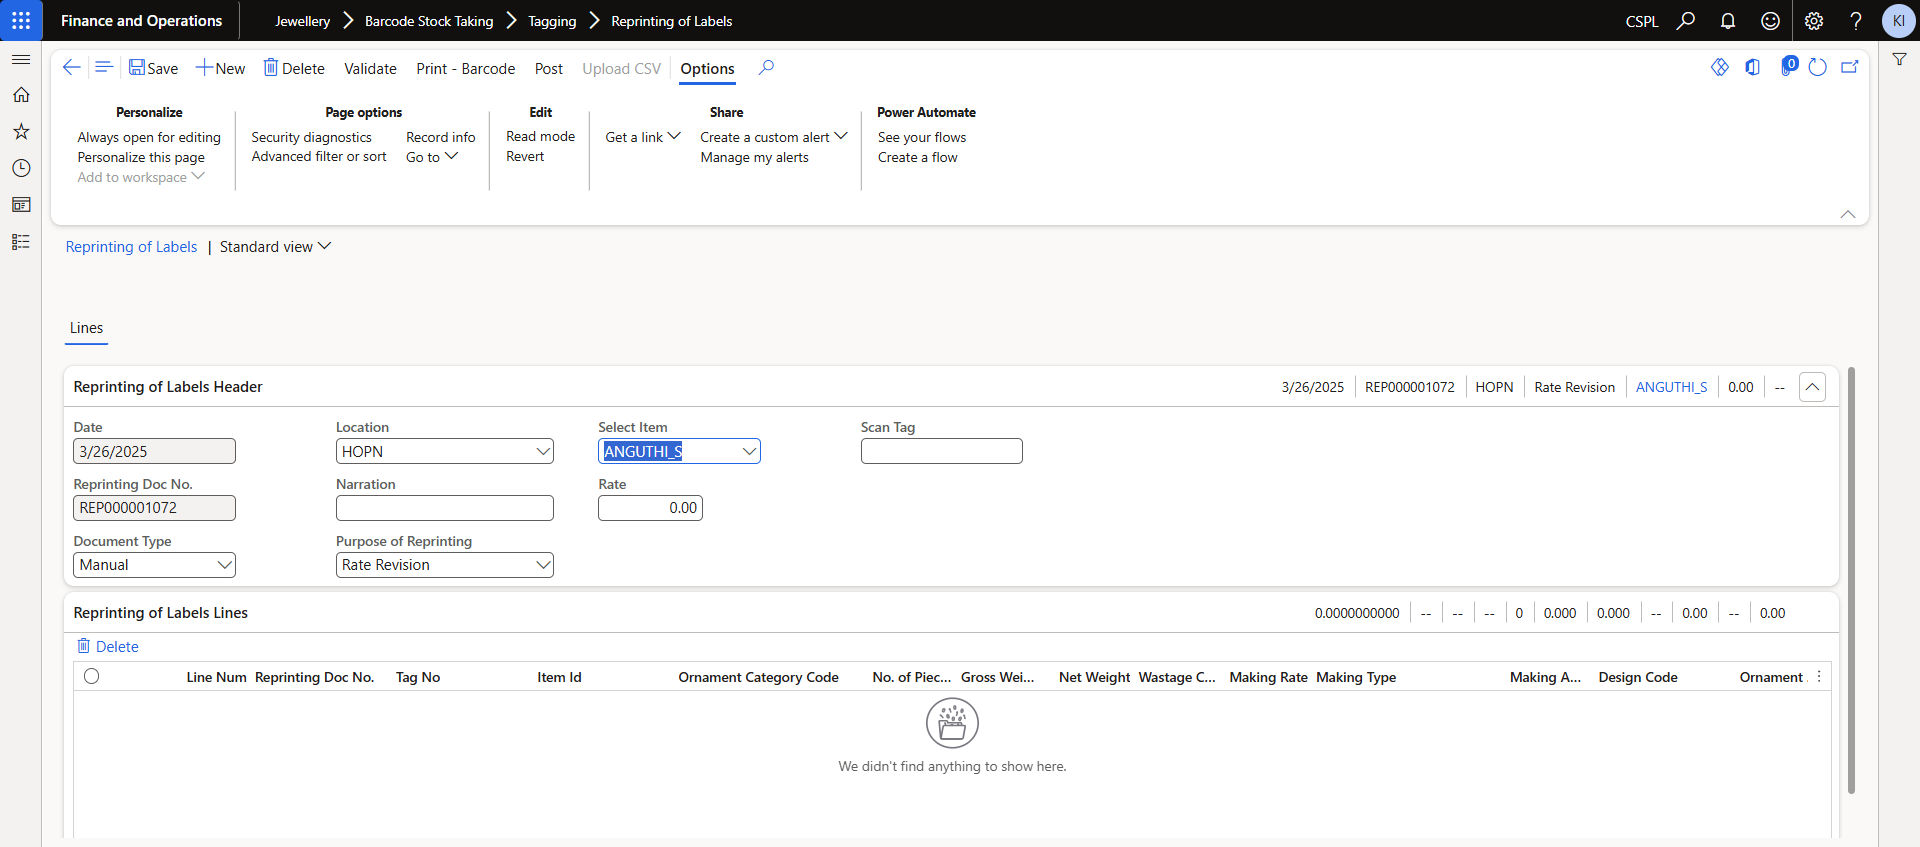 Finance and Operations
Jewellery > Barcode Stock Taking > Tagging > Reprinting of Labels
CSPL
KI
Save
New
Delete
Validate
Print - Barcode
Post
Upload CSV
Options
0
Personalize
Always open for editing
Personalize this page
Add to workspace
Page options
Security diagnostics
Advanced filter or sort
Record info
Go to
Edit
Read mode
Revert
Share
Get a link
Create a custom alert
Manage my alerts
Power Automate
See your flows
Create a flow
Reprinting of Labels | Standard view
Lines
Reprinting of Labels Header
3/26/2025 | REP000001072 | HOPN | Rate Revision | ANGUTHI_S | 0.00 | --
Date
3/26/2025
Reprinting Doc No.
REP000001072
Document Type
Manual
Location
HOPN
Narration
Purpose of Reprinting
Rate Revision
Select Item
ANGUTHI_S
Rate
0.00
Scan Tag
Reprinting of Labels Lines
0.0000000000 | -- | -- | -- | 0 | 0.000 | 0.000 | -- | 0.00 | -- | 0.00
Delete
Line Num Reprinting Doc No. Tag No Item Id Ornament Category Code No. of Piec... Gross Wei... Net Weight Wastage C... Making Rate Making Type Making A... Design Code Ornament
We didn't find anything to show here.